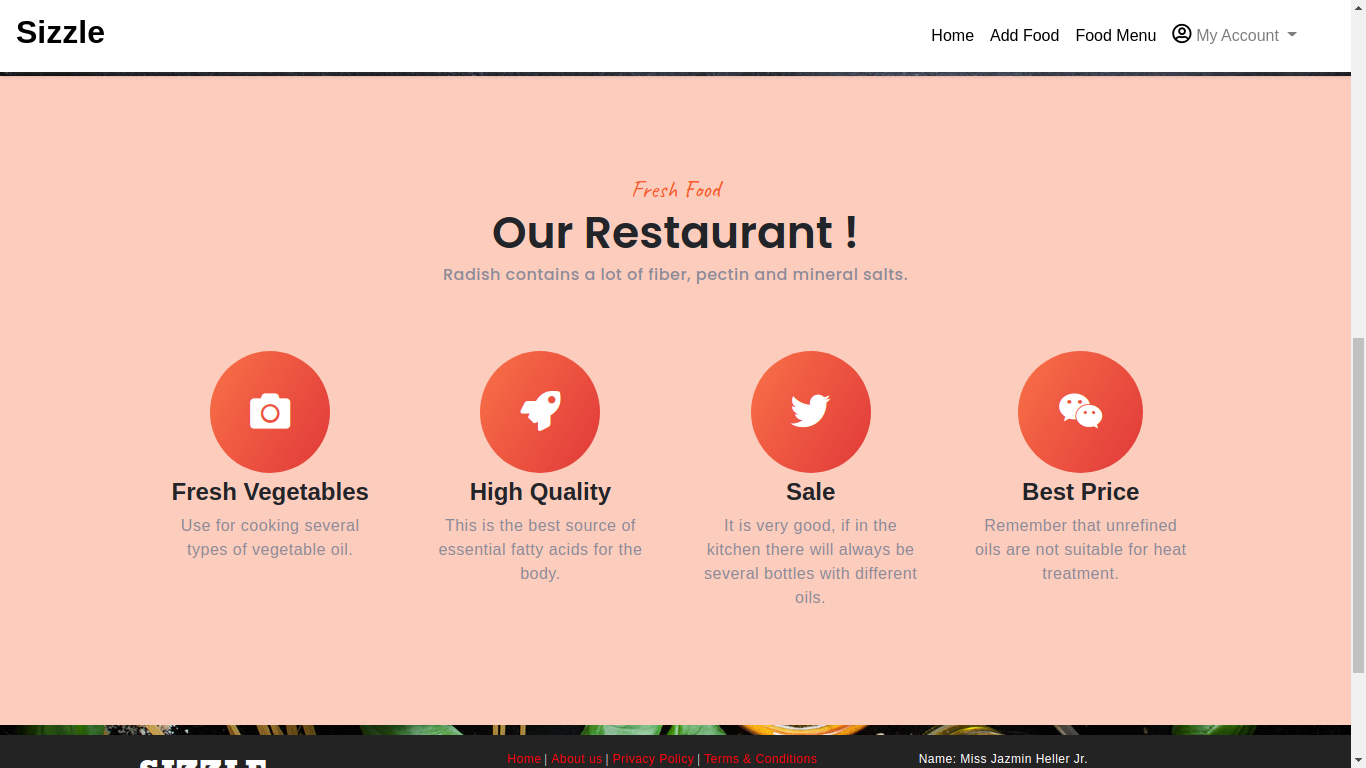 Sizzle
Home Add Food Food Menu My Account
Fresh Food
Our Restaurant !
Radish contains a lot of fiber, pectin and mineral salts.
Fresh Vegetables
Use for cooking several
types of vegetable oil.
High Quality
This is the best source of
essential fatty acids for the
body.
Sale
It is very good, if in the
kitchen there will always be
several bottles with different
oils.
Best Price
Remember that unrefined
oils are not suitable for heat
treatment.
SIZZLE
Home | About us | Privacy Policy | Terms & Conditions
Name: Miss Jazmin Heller Jr.